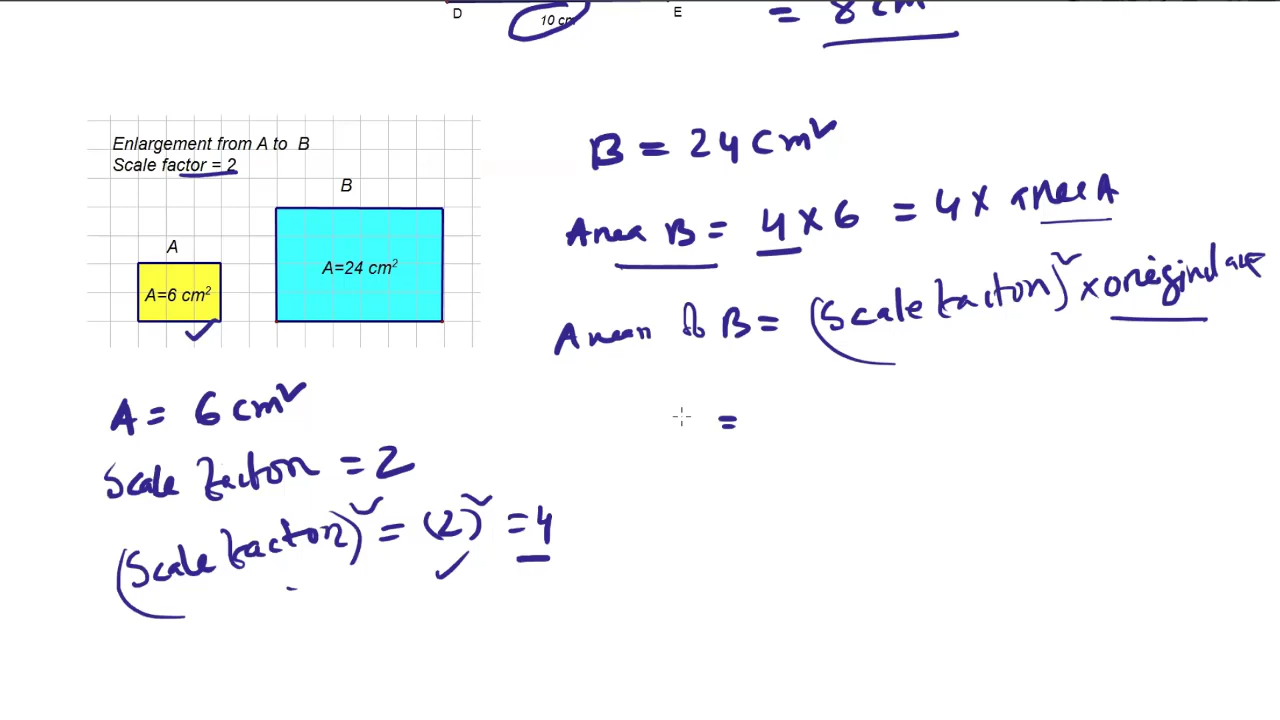 D
E
10 cm
= 8 cm
Enlargement from A to B
Scale factor = 2
B
A
A=24 cm²
A=6 cm²
B = 24 cm²
Area B = 4 × 6 = 4 × area A
Area of B = (Scale factor)² × original are
=
A = 6 cm²
Scale factor = 2
(Scale factor)² = (2)² = 4